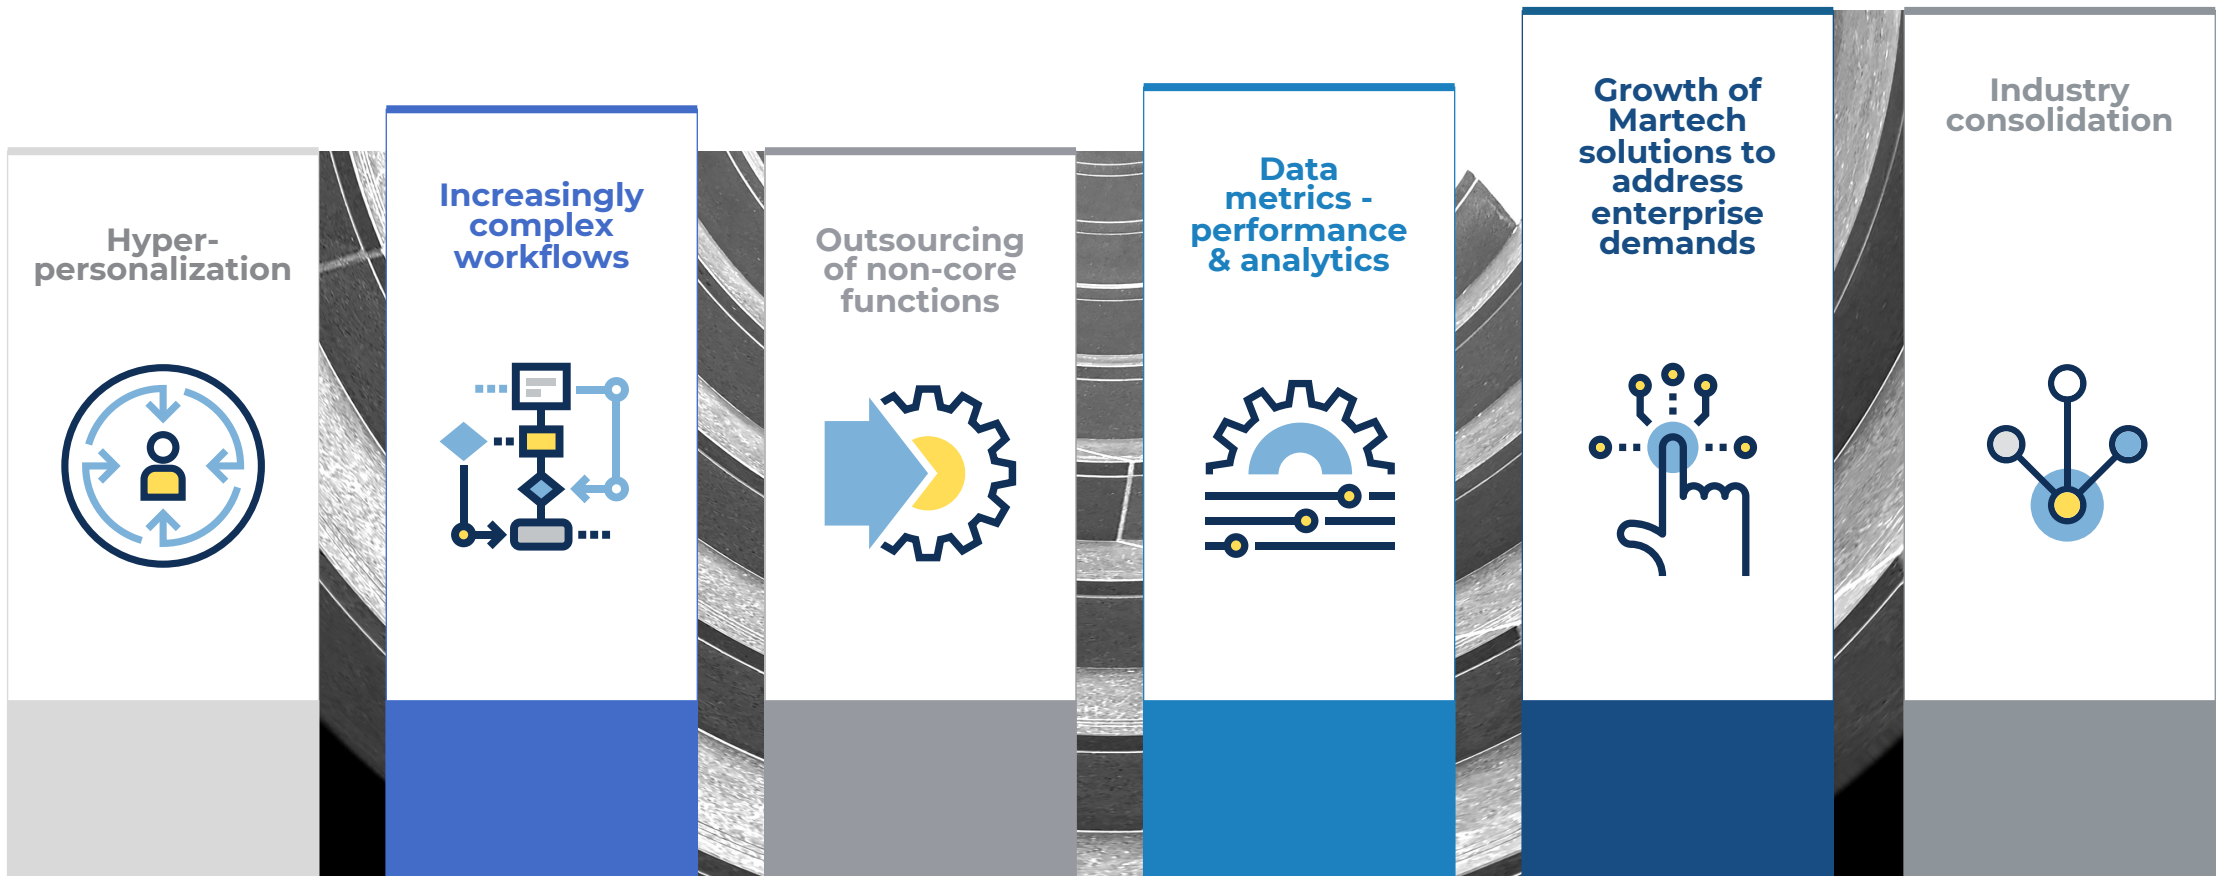 Hyper-
personalization
Increasingly
complex
workflows
Outsourcing
of non-core
functions
Data
metrics -
performance
& analytics
Growth of
Martech
solutions to
address
enterprise
demands
Industry
consolidation